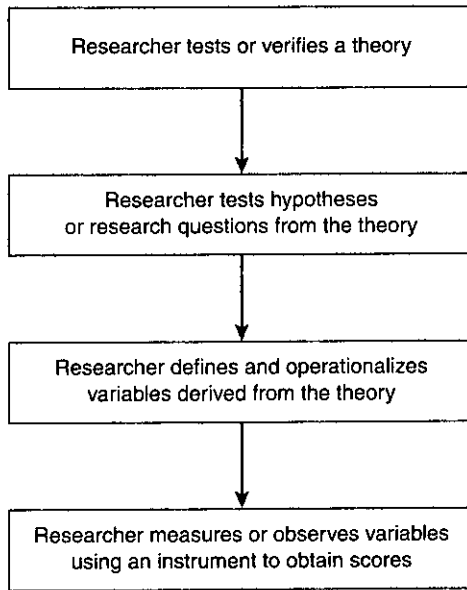 Researcher tests or verifies a theory
Researcher tests hypotheses
or research questions from the theory
Researcher defines and operationalizes
variables derived from the theory
Researcher measures or observes variables
using an instrument to obtain scores